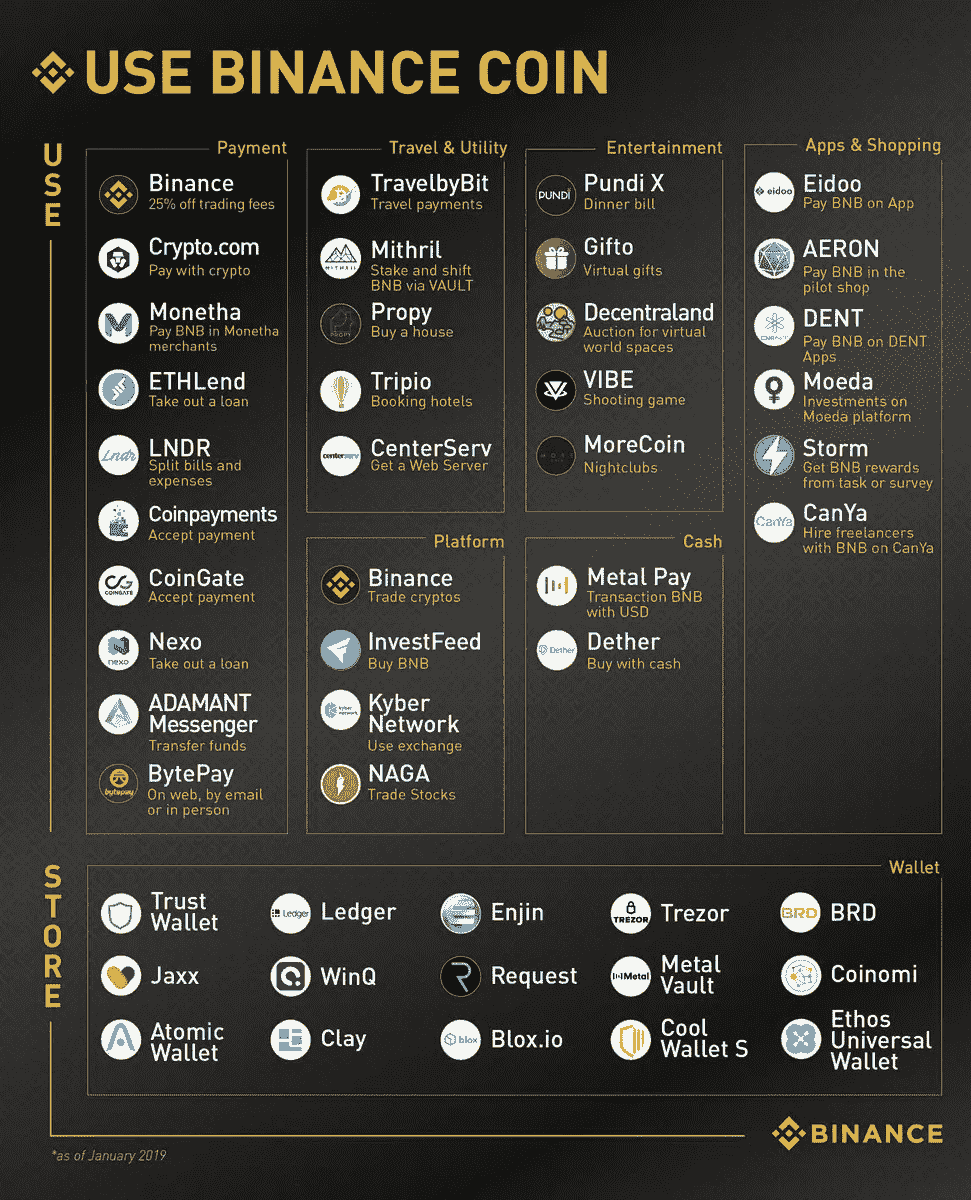 USE BINANCE COIN
USE
Payment
Binance
25% off trading fees
Crypto.com
Pay with crypto
Monetha
Pay BNB in Monetha
merchants
ETHLend
Take out a loan
LNDR
Split bills and
expenses
Coinpayments
Accept payment
CoinGate
Accept payment
Nexo
Take out a loan
ADAMANT
Messenger
Transfer funds
BytePay
On web, by email
or in person
Travel & Utility
TravelbyBit
Travel payments
Mithril
Stake and shift
BNB via VAULT
Propy
Buy a house
Tripio
Booking hotels
CenterServ
Get a Web Server
Platform
Binance
Trade cryptos
InvestFeed
Buy BNB
Kyber
Network
Use exchange
NAGA
Trade Stocks
Entertainment
Pundi X
Dinner bill
Gifto
Virtual gifts
Decentraland
Auction for virtual
world spaces
VIBE
Shooting game
MoreCoin
Nightclubs
Cash
Metal Pay
Transaction BNB
with USD
Dether
Buy with cash
Apps & Shopping
Eidoo
Pay BNB on App
AERON
Pay BNB in the
pilot shop
DENT
Pay BNB on DENT
Apps
Moeda
Investments on
Moeda platform
Storm
Get BNB rewards
from task or survey
CanYa
Hire freelancers
with BNB on CanYa
STORE
Wallet
Trust
Wallet
Ledger
Enjin
Trezor
BRD
Jaxx
WinQ
Request
Metal
Vault
Coinomi
Atomic
Wallet
Clay
Blox.io
Cool
Wallet S
Ethos
Universal
Wallet
BINANCE
*as of January 2019